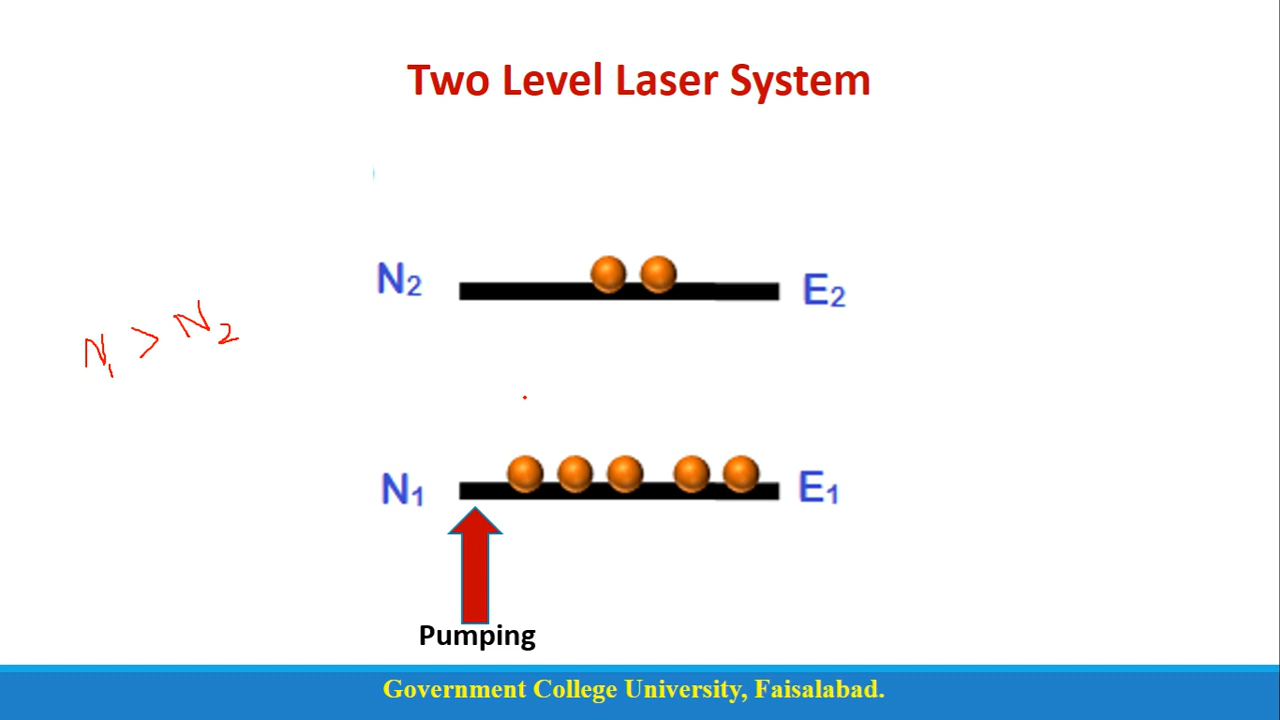 Two Level Laser System
N₂ E₂
N₁ > N₂
N₁ E₁
Pumping
Government College University, Faisalabad.